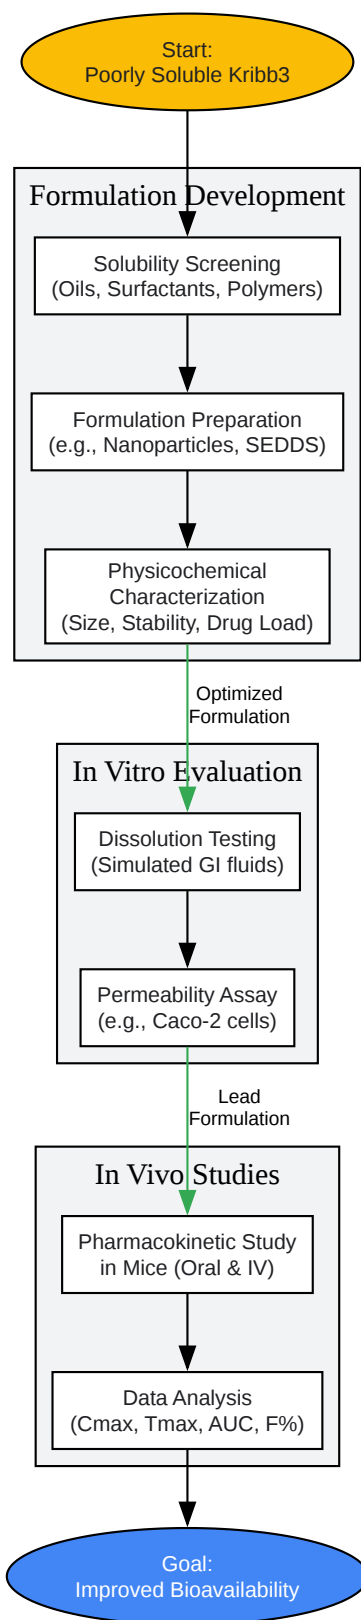 Start:
Poorly Soluble Kribb3
Formulation Development
Solubility Screening
(Oils, Surfactants, Polymers)
Formulation Preparation
(e.g., Nanoparticles, SEDDS)
Physicochemical
Characterization
(Size, Stability, Drug Load)
Optimized
Formulation
In Vitro Evaluation
Dissolution Testing
(Simulated GI fluids)
Permeability Assay
(e.g., Caco-2 cells)
Lead
Formulation
In Vivo Studies
Pharmacokinetic Study
in Mice (Oral & IV)
Data Analysis
(Cmax, Tmax, AUC, F%)
Goal:
Improved Bioavailability